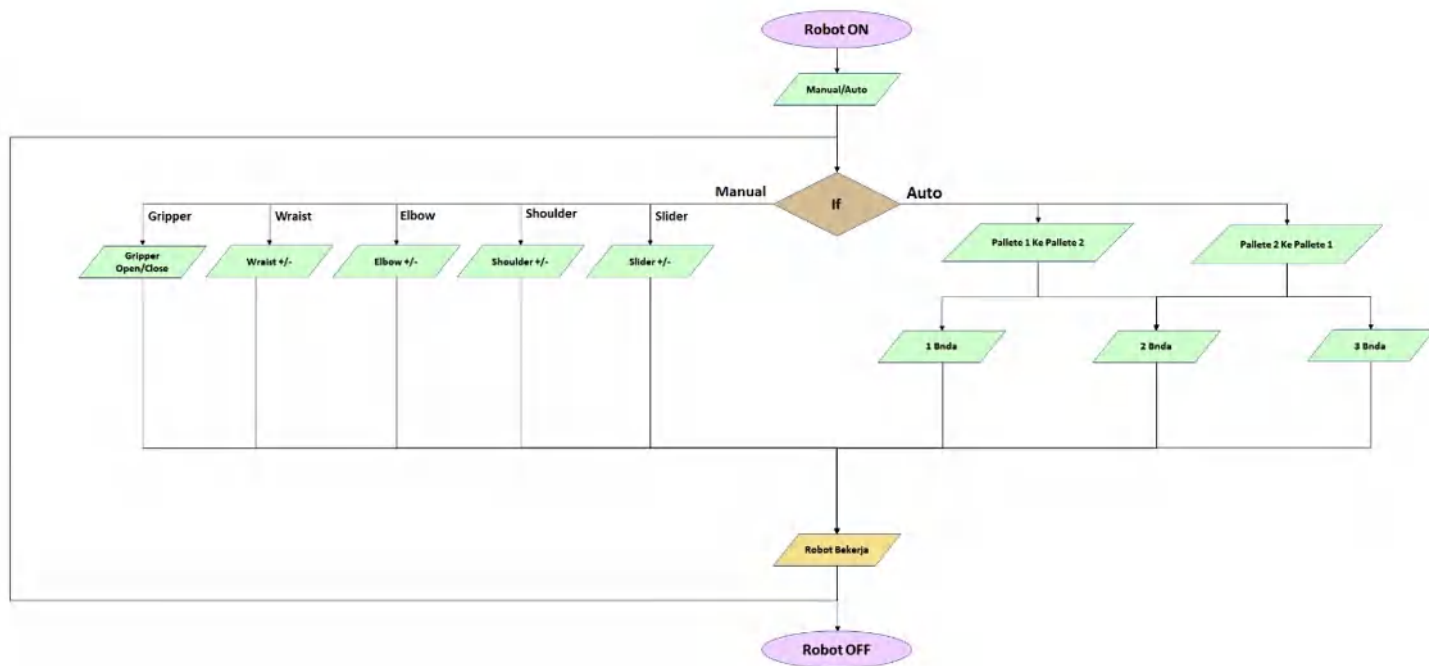 Robot ON
Manual/Auto
Manual
If
Auto
Gripper
Wraist
Elbow
Shoulder
Slider
Gripper
Open/Close
Wraist +/-
Elbow +/-
Shoulder +/-
Slider +/-
Pallete 1 Ke Pallete 2
Pallete 2 Ke Pallete 1
1 Bnda
2 Bnda
3 Bnda
Robot Bekerja
Robot OFF